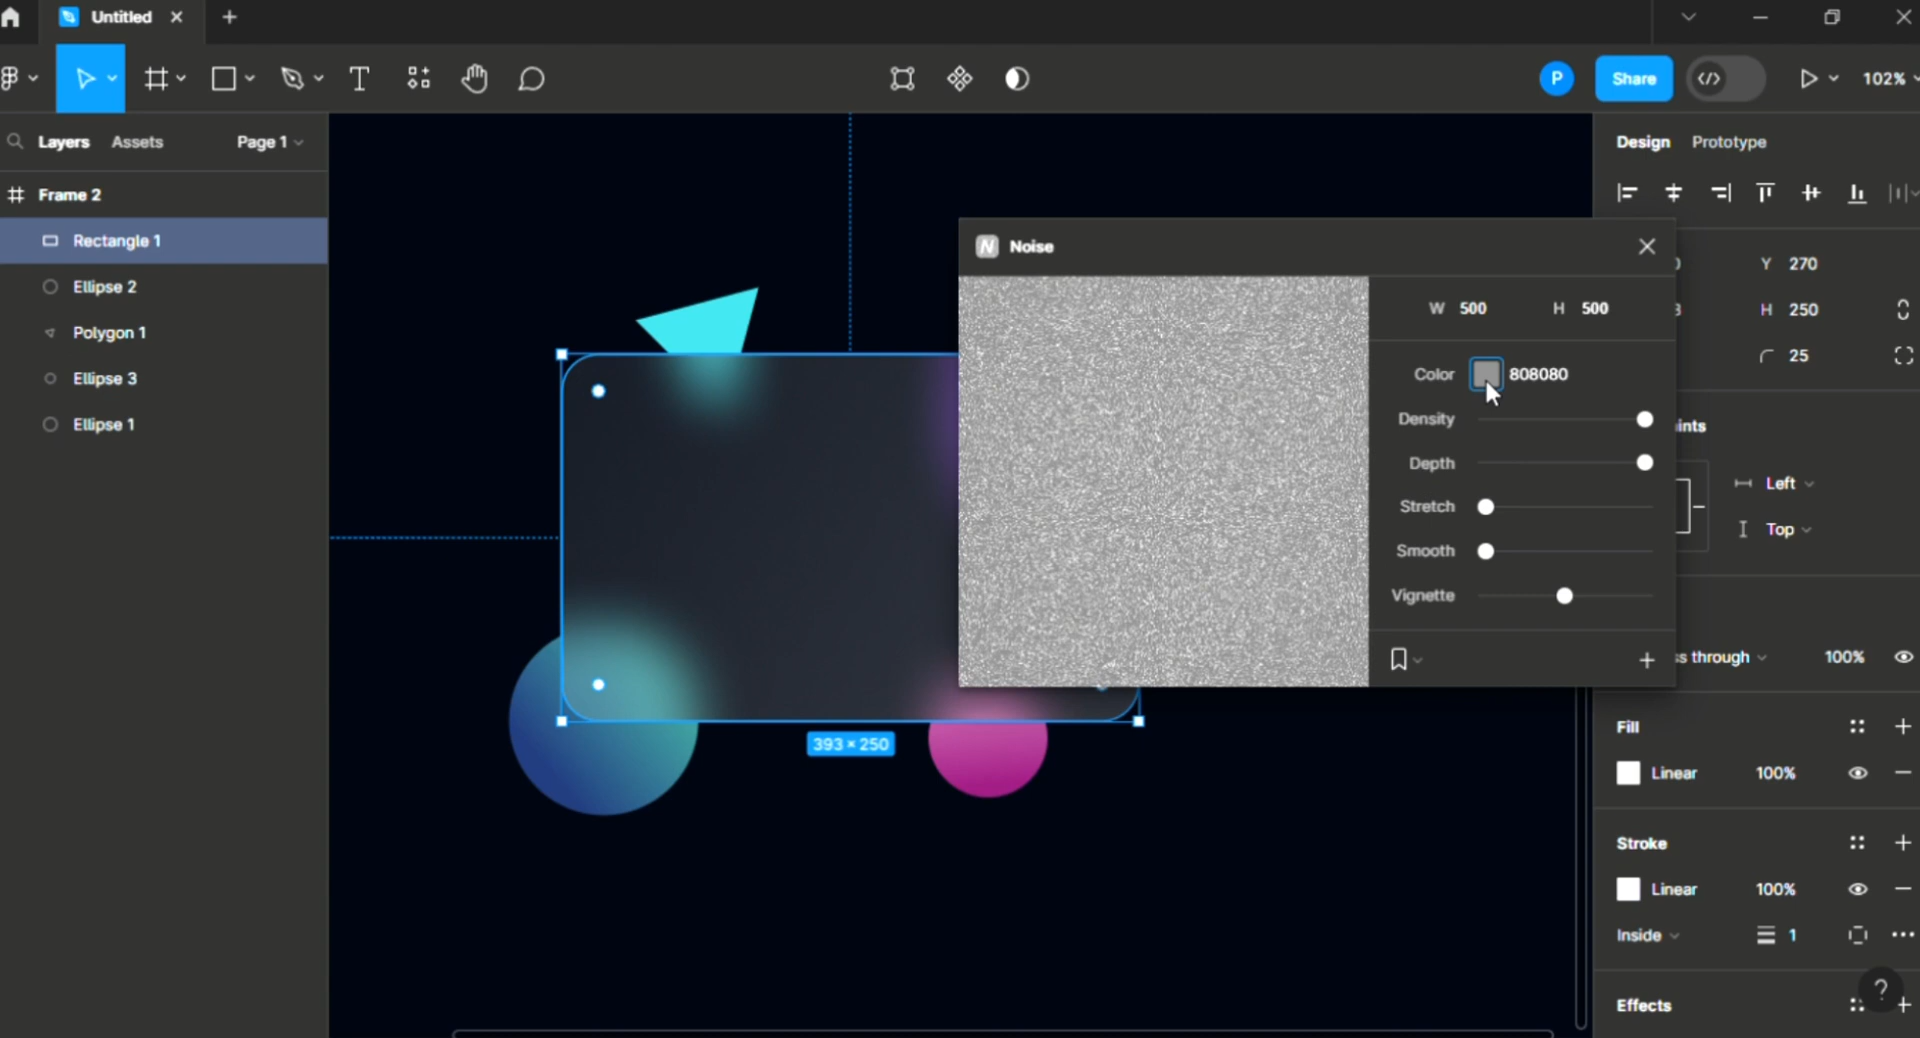 Untitled
P
Share
102%
Layers Assets Page 1
Frame 2
Rectangle 1
Ellipse 2
Polygon 1
Ellipse 3
Ellipse 1
393 × 250
N Noise
W 500 H 500
Color 808080
Density
Depth
Stretch
Smooth
Vignette
Design Prototype
Y 270
H 250
25
Left
Top
ss through 100%
Fill
Linear 100%
Stroke
Linear 100%
Inside 1
Effects
?